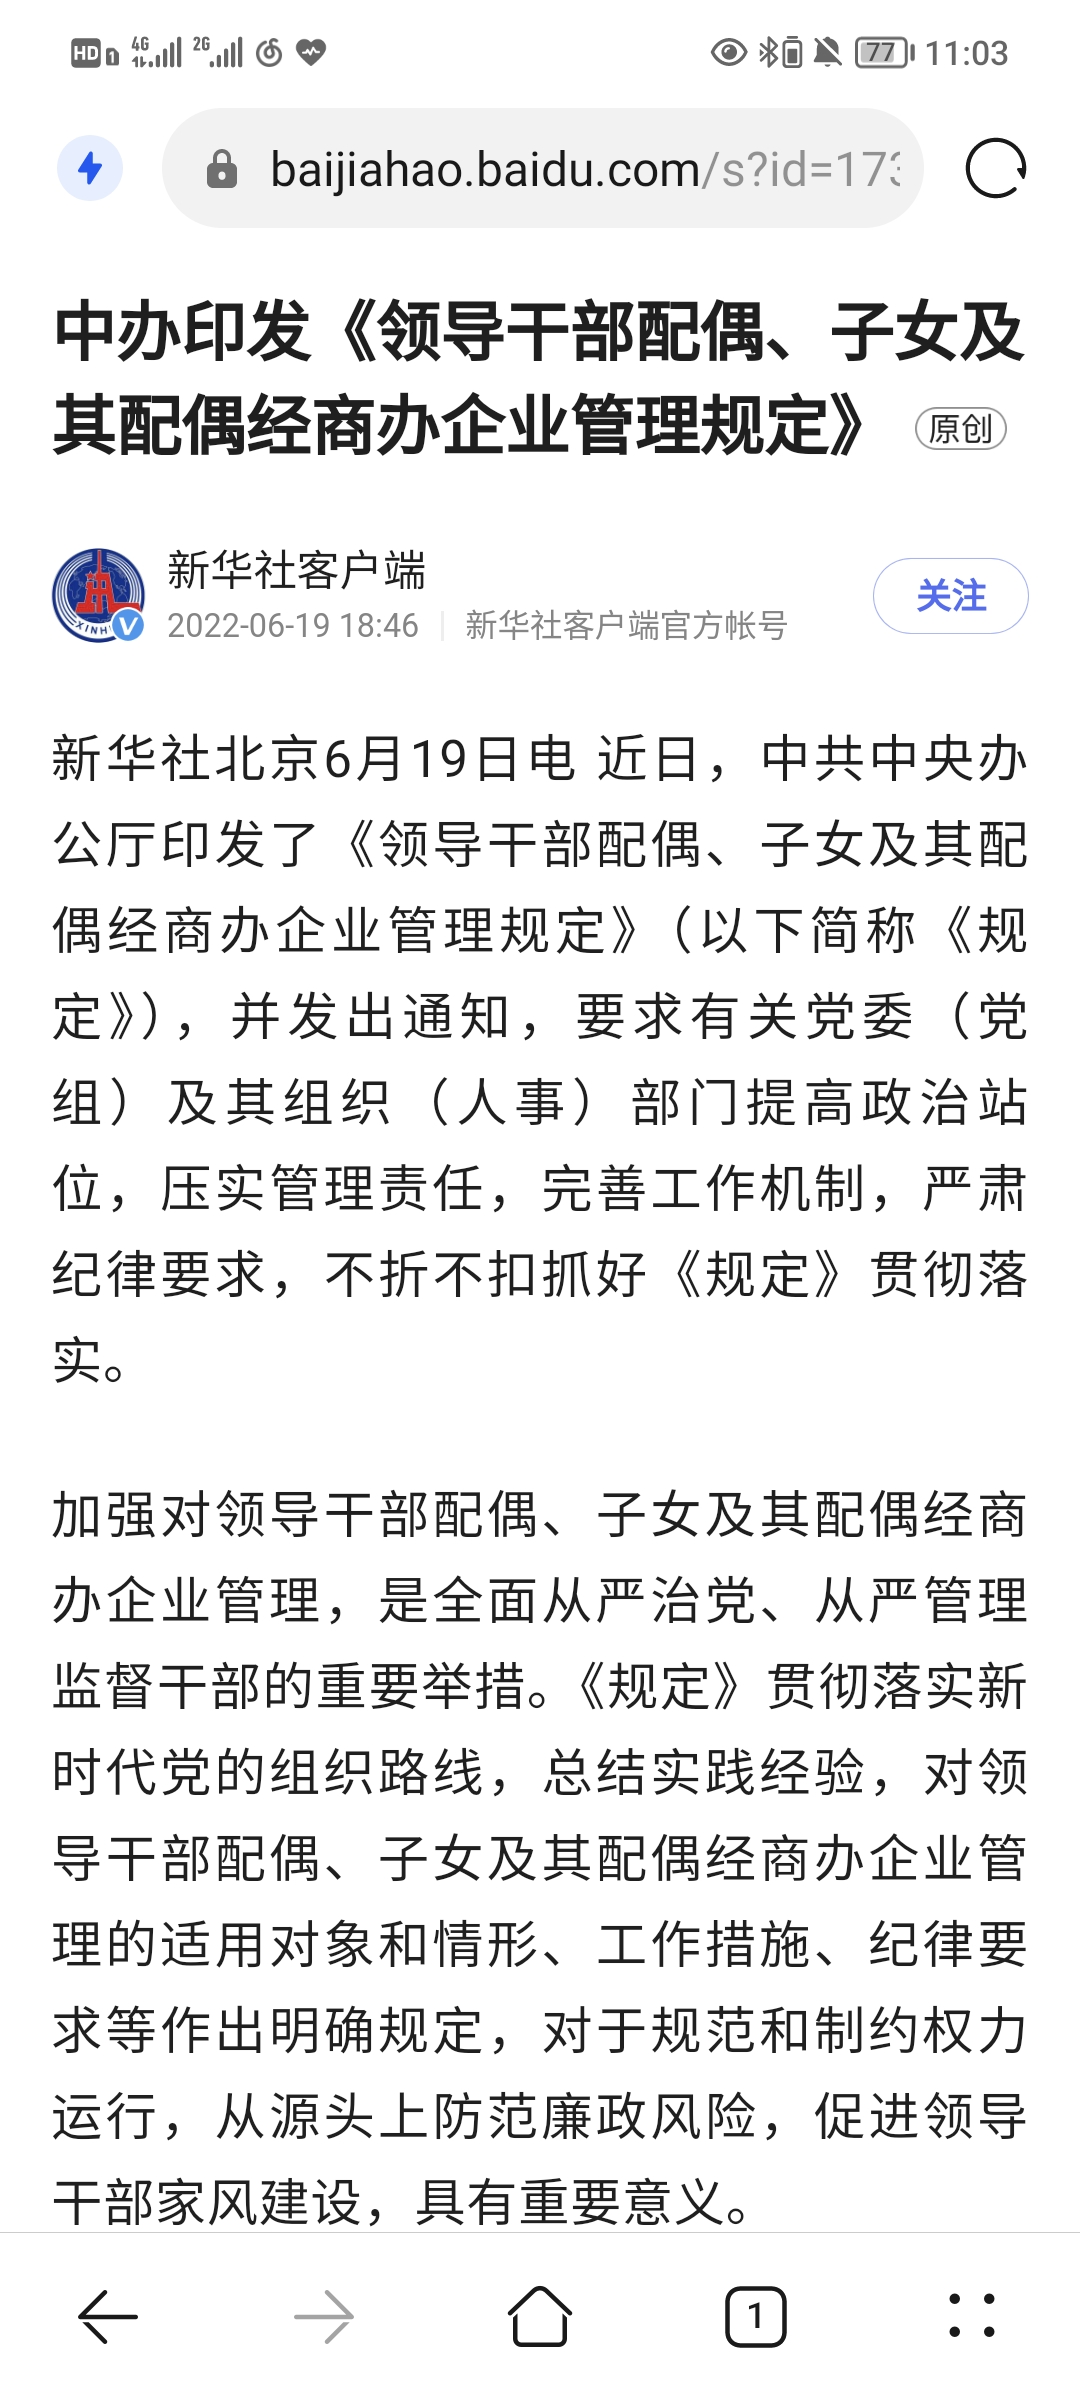 HD 1 4G 2G 77 11:03
baijiahao.baidu.com/s?id=173
中办印发《领导干部配偶、子女及
其配偶经商办企业管理规定》 原创
新华社客户端
2022-06-19 18:46 新华社客户端官方帐号
关注
新华社北京6月19日电 近日，中共中央办
公厅印发了《领导干部配偶、子女及其配
偶经商办企业管理规定》（以下简称《规
定》），并发出通知，要求有关党委（党
组）及其组织（人事）部门提高政治站
位，压实管理责任，完善工作机制，严肃
纪律要求，不折不扣抓好《规定》贯彻落
实。
加强对领导干部配偶、子女及其配偶经商
办企业管理，是全面从严治党、从严管理
监督干部的重要举措。《规定》贯彻落实新
时代党的组织路线，总结实践经验，对领
导干部配偶、子女及其配偶经商办企业管
理的适用对象和情形、工作措施、纪律要
求等作出明确规定，对于规范和制约权力
运行，从源头上防范廉政风险，促进领导
干部家风建设，具有重要意义。
1